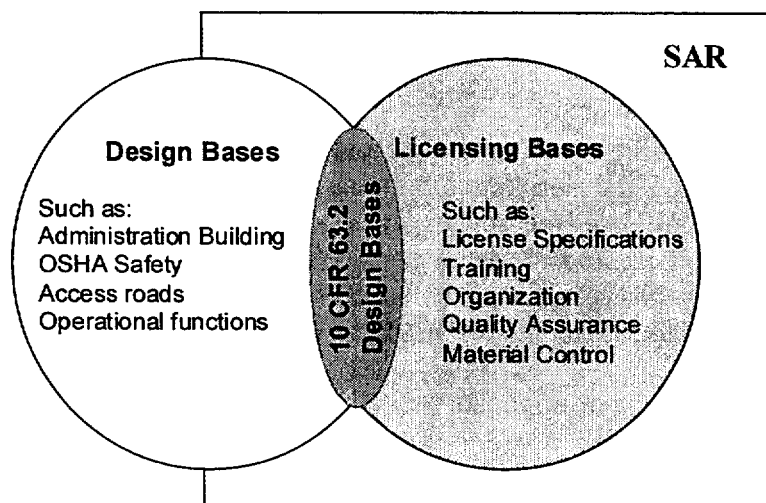 SAR
Design Bases
Such as:
Administration Building
OSHA Safety
Access roads
Operational functions
10 CFR 63.2
Design Bases
Licensing Bases
Such as:
License Specifications
Training
Organization
Quality Assurance
Material Control